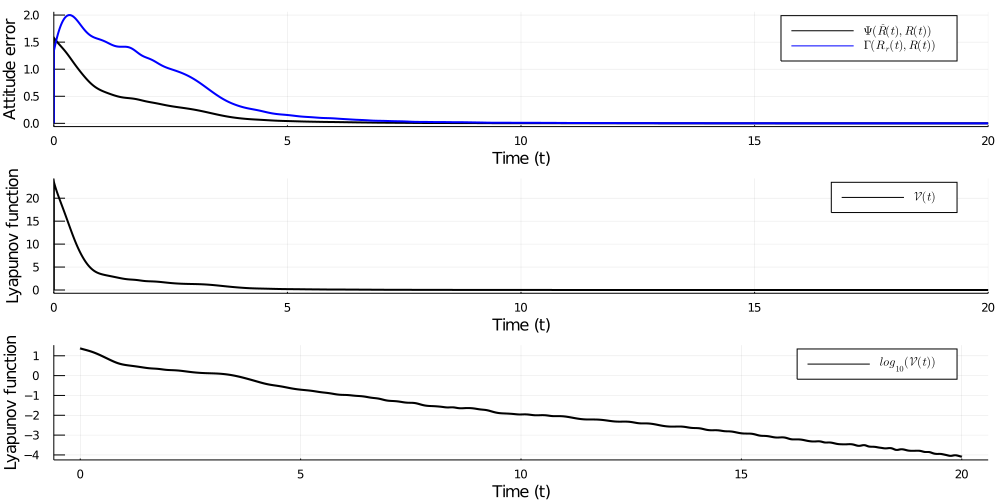 Attitude error
2.0
1.5
1.0
0.5
0.0
Ψ(R̄(t), R(t))
Γ(R_r(t), R(t))
0 5 10 15 20
Time (t)
Lyapunov function
20
15
10
5
0
𝒱(t)
0 5 10 15 20
Time (t)
Lyapunov function
1
0
−1
−2
−3
−4
log₁₀(𝒱(t))
0 5 10 15 20
Time (t)